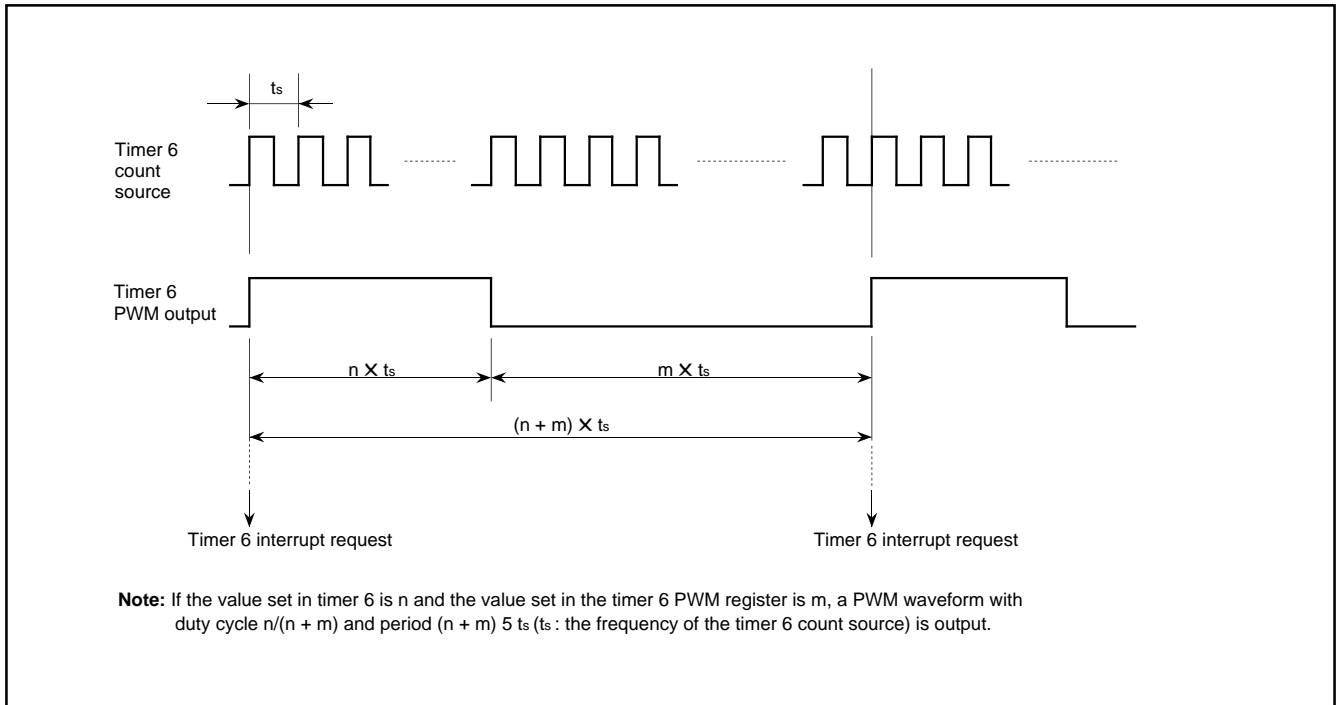 ts
Timer 6
count
source
Timer 6
PWM output
n × ts
m × ts
(n + m) × ts
Timer 6 interrupt request
Timer 6 interrupt request
Note: If the value set in timer 6 is n and the value set in the timer 6 PWM register is m, a PWM waveform with
duty cycle n/(n + m) and period (n + m) 5 ts (ts : the frequency of the timer 6 count source) is output.